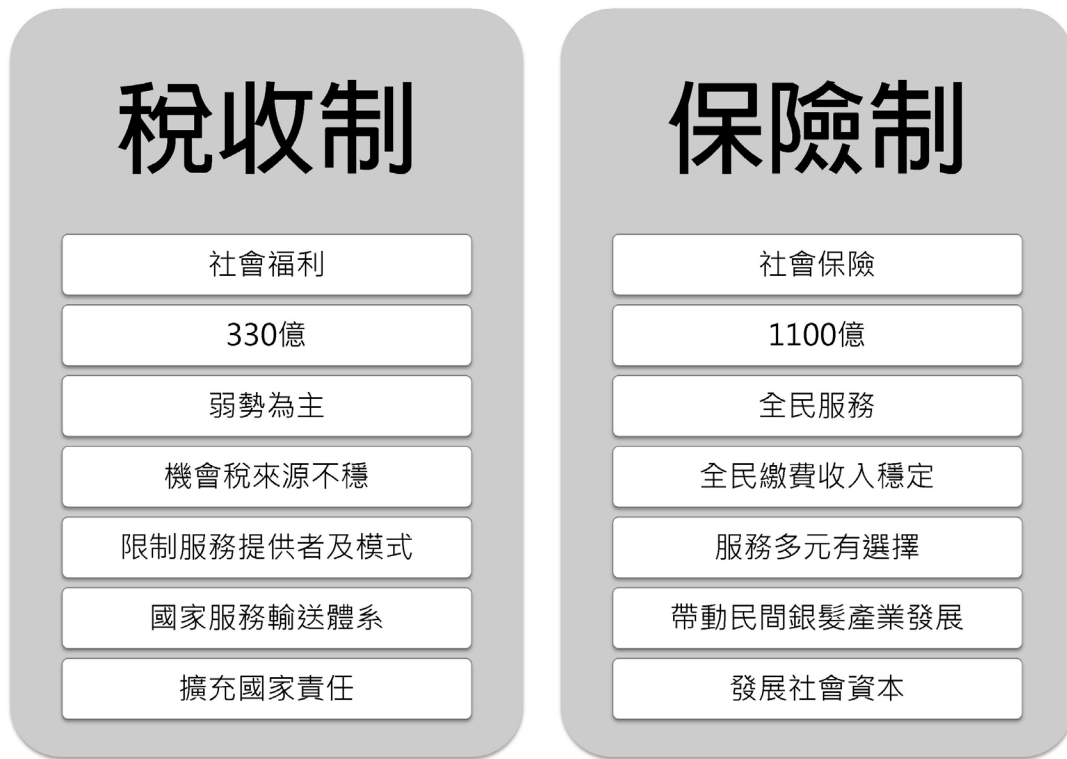 稅收制
社會福利
330億
弱勢為主
機會稅來源不穩
限制服務提供者及模式
國家服務輸送體系
擴充國家責任
保險制
社會保險
1100億
全民服務
全民繳費收入穩定
服務多元有選擇
帶動民間銀髮產業發展
發展社會資本